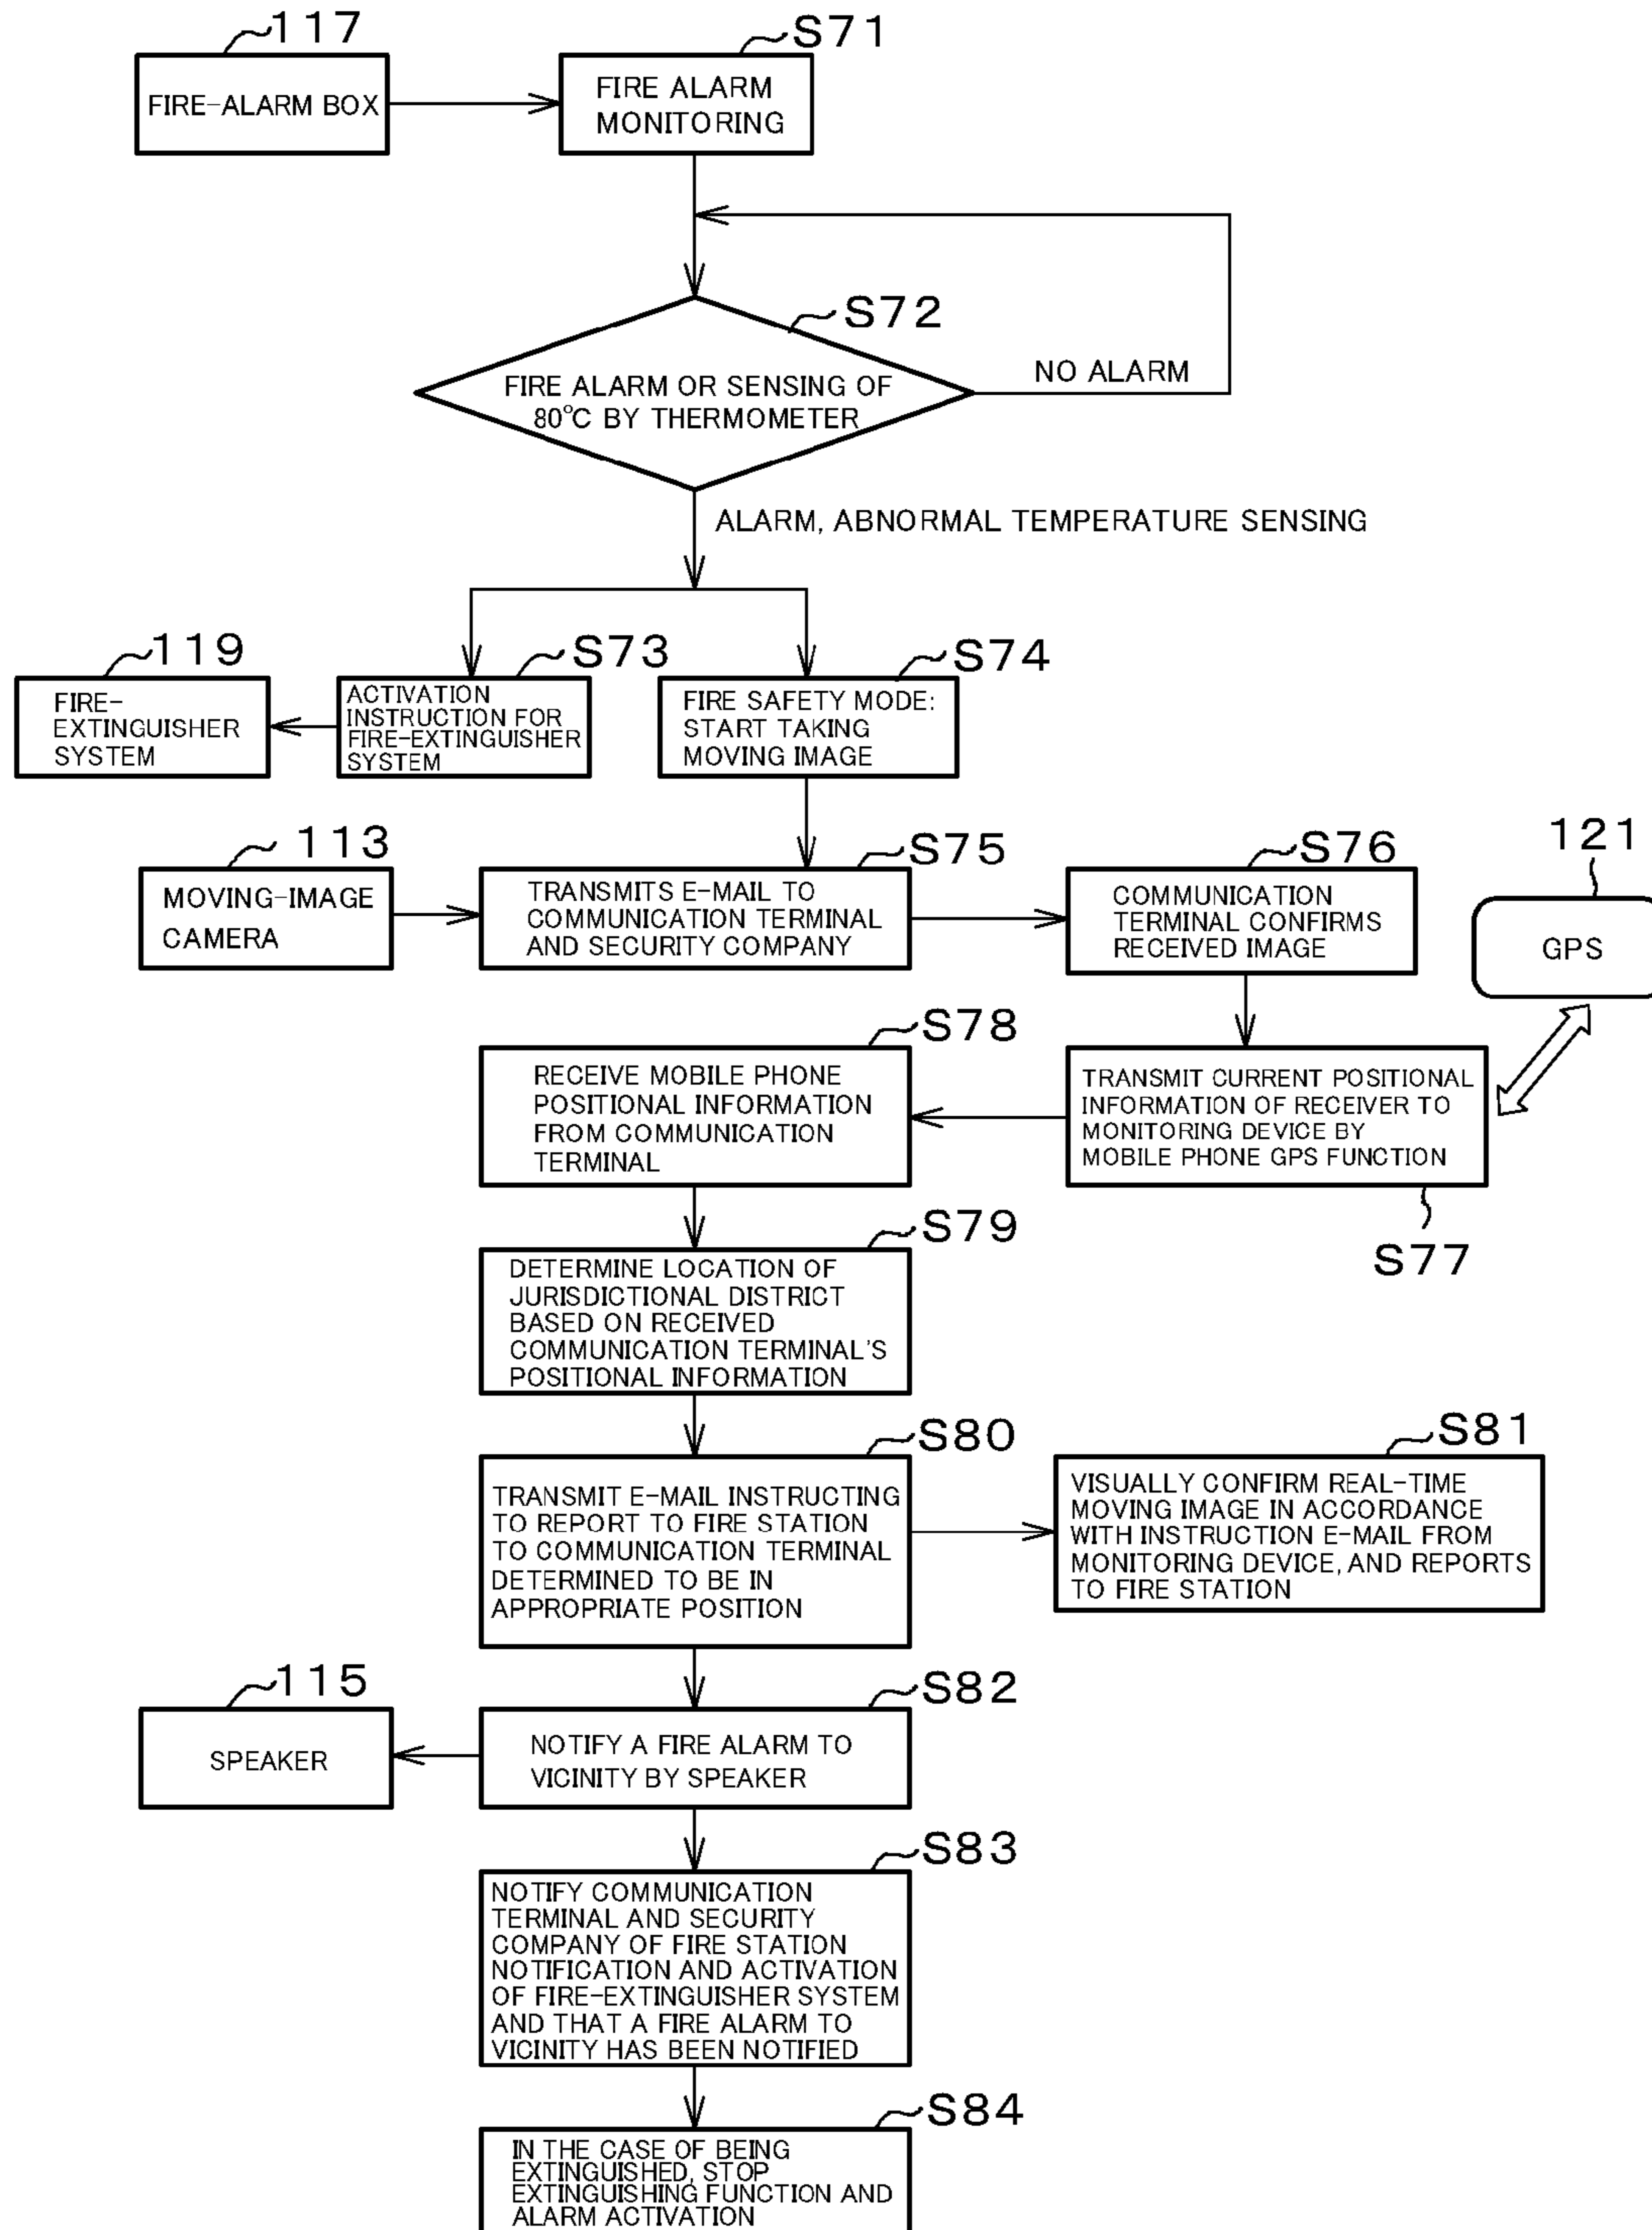 117
FIRE-ALARM BOX
S71
FIRE ALARM
MONITORING
S72
FIRE ALARM OR SENSING OF
80°C BY THERMOMETER
NO ALARM
ALARM, ABNORMAL TEMPERATURE SENSING
119
FIRE-
EXTINGUISHER
SYSTEM
S73
ACTIVATION
INSTRUCTION FOR
FIRE-EXTINGUISHER
SYSTEM
S74
FIRE SAFETY MODE:
START TAKING
MOVING IMAGE
113
MOVING-IMAGE
CAMERA
S75
TRANSMITS E-MAIL TO
COMMUNICATION TERMINAL
AND SECURITY COMPANY
S76
COMMUNICATION
TERMINAL CONFIRMS
RECEIVED IMAGE
121
GPS
S78
RECEIVE MOBILE PHONE
POSITIONAL INFORMATION
FROM COMMUNICATION
TERMINAL
TRANSMIT CURRENT POSITIONAL
INFORMATION OF RECEIVER TO
MONITORING DEVICE BY
MOBILE PHONE GPS FUNCTION
S77
S79
DETERMINE LOCATION OF
JURISDICTIONAL DISTRICT
BASED ON RECEIVED
COMMUNICATION TERMINAL'S
POSITIONAL INFORMATION
S80
TRANSMIT E-MAIL INSTRUCTING
TO REPORT TO FIRE STATION
TO COMMUNICATION TERMINAL
DETERMINED TO BE IN
APPROPRIATE POSITION
S81
VISUALLY CONFIRM REAL-TIME
MOVING IMAGE IN ACCORDANCE
WITH INSTRUCTION E-MAIL FROM
MONITORING DEVICE, AND REPORTS
TO FIRE STATION
115
SPEAKER
S82
NOTIFY A FIRE ALARM TO
VICINITY BY SPEAKER
S83
NOTIFY COMMUNICATION
TERMINAL AND SECURITY
COMPANY OF FIRE STATION
NOTIFICATION AND ACTIVATION
OF FIRE-EXTINGUISHER SYSTEM
AND THAT A FIRE ALARM TO
VICINITY HAS BEEN NOTIFIED
S84
IN THE CASE OF BEING
EXTINGUISHED, STOP
EXTINGUISHING FUNCTION AND
ALARM ACTIVATION